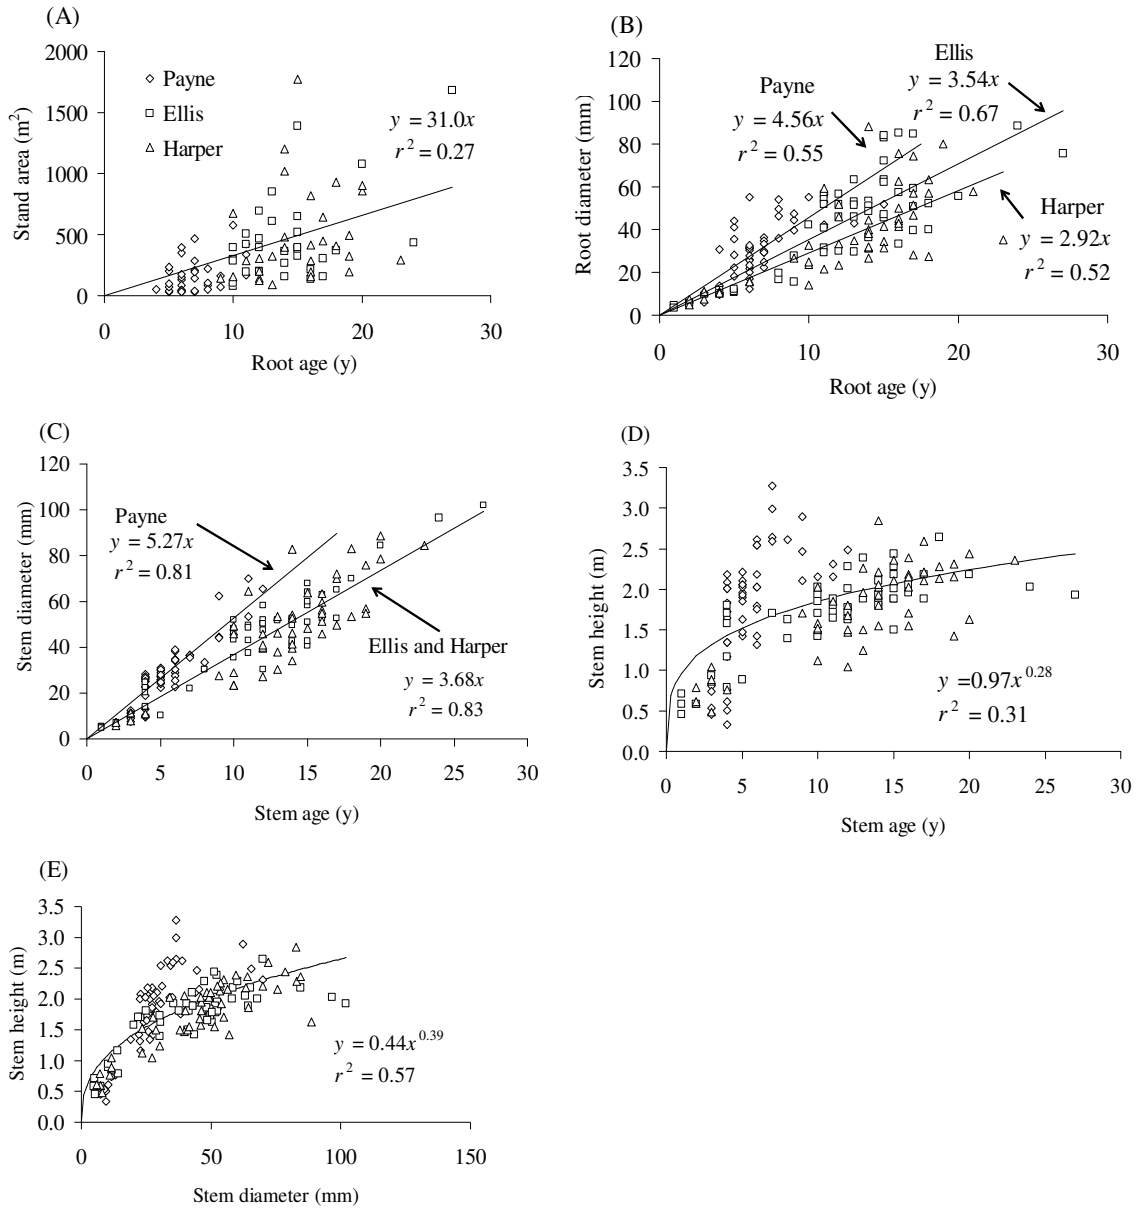 (A)
2000
1500
1000
500
0
Stand area (m²)
Payne
Ellis
Harper
y = 31.0x
r² = 0.27
0 10 20 30
Root age (y)
(B)
120
100
80
60
40
20
0
Root diameter (mm)
Ellis
y = 3.54x
r² = 0.67
Payne
y = 4.56x
r² = 0.55
Harper
y = 2.92x
r² = 0.52
0 10 20 30
Root age (y)
(C)
120
100
80
60
40
20
0
Stem diameter (mm)
Payne
y = 5.27x
r² = 0.81
Ellis and Harper
y = 3.68x
r² = 0.83
0 5 10 15 20 25 30
Stem age (y)
(D)
3.5
3.0
2.5
2.0
1.5
1.0
0.5
0.0
Stem height (m)
y =0.97x^0.28
r² = 0.31
0 5 10 15 20 25 30
Stem age (y)
(E)
3.5
3.0
2.5
2.0
1.5
1.0
0.5
0.0
Stem height (m)
y = 0.44x^0.39
r² = 0.57
0 50 100 150
Stem diameter (mm)